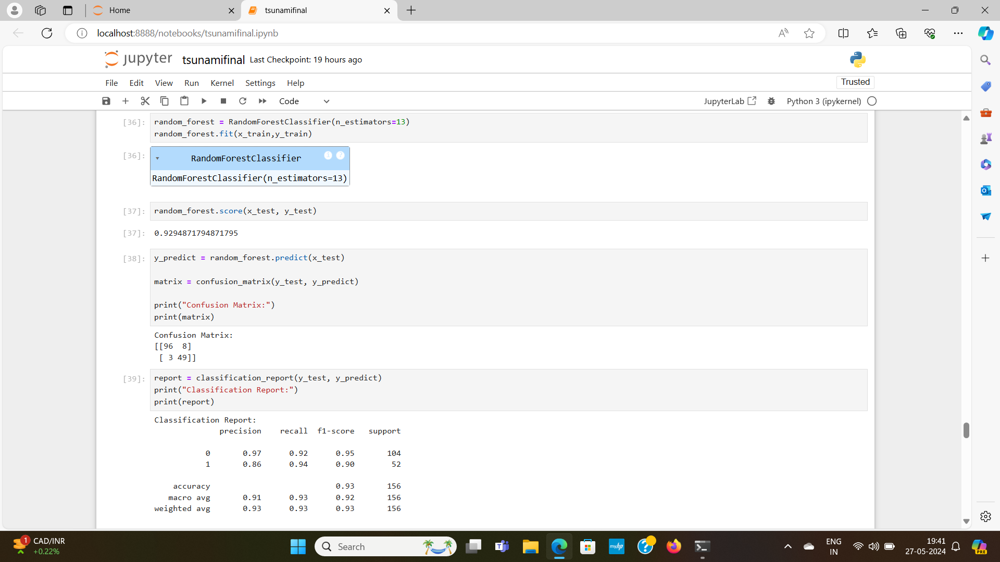 Home
tsunamifinal
localhost:8888/notebooks/tsunamifinal.ipynb
jupyter tsunamifinal Last Checkpoint: 19 hours ago
File Edit View Run Kernel Settings Help
Trusted
Code
JupyterLab
Python 3 (ipykernel)
[36]: random_forest = RandomForestClassifier(n_estimators=13)
random_forest.fit(x_train,y_train)
[36]: RandomForestClassifier i ?
RandomForestClassifier(n_estimators=13)
[37]: random_forest.score(x_test, y_test)
[37]: 0.9294871794871795
[38]: y_predict = random_forest.predict(x_test)
matrix = confusion_matrix(y_test, y_predict)
print("Confusion Matrix:")
print(matrix)
Confusion Matrix:
[[96  8]
 [ 3 49]]
[39]: report = classification_report(y_test, y_predict)
print("Classification Report:")
print(report)
Classification Report:
precision recall f1-score support
0 0.97 0.92 0.95 104
1 0.86 0.94 0.90 52
accuracy 0.93 156
macro avg 0.91 0.93 0.92 156
weighted avg 0.93 0.93 0.93 156
1
CAD/INR
+0.22%
Search
myhp
ENG
IN
19:41
27-05-2024
PRE